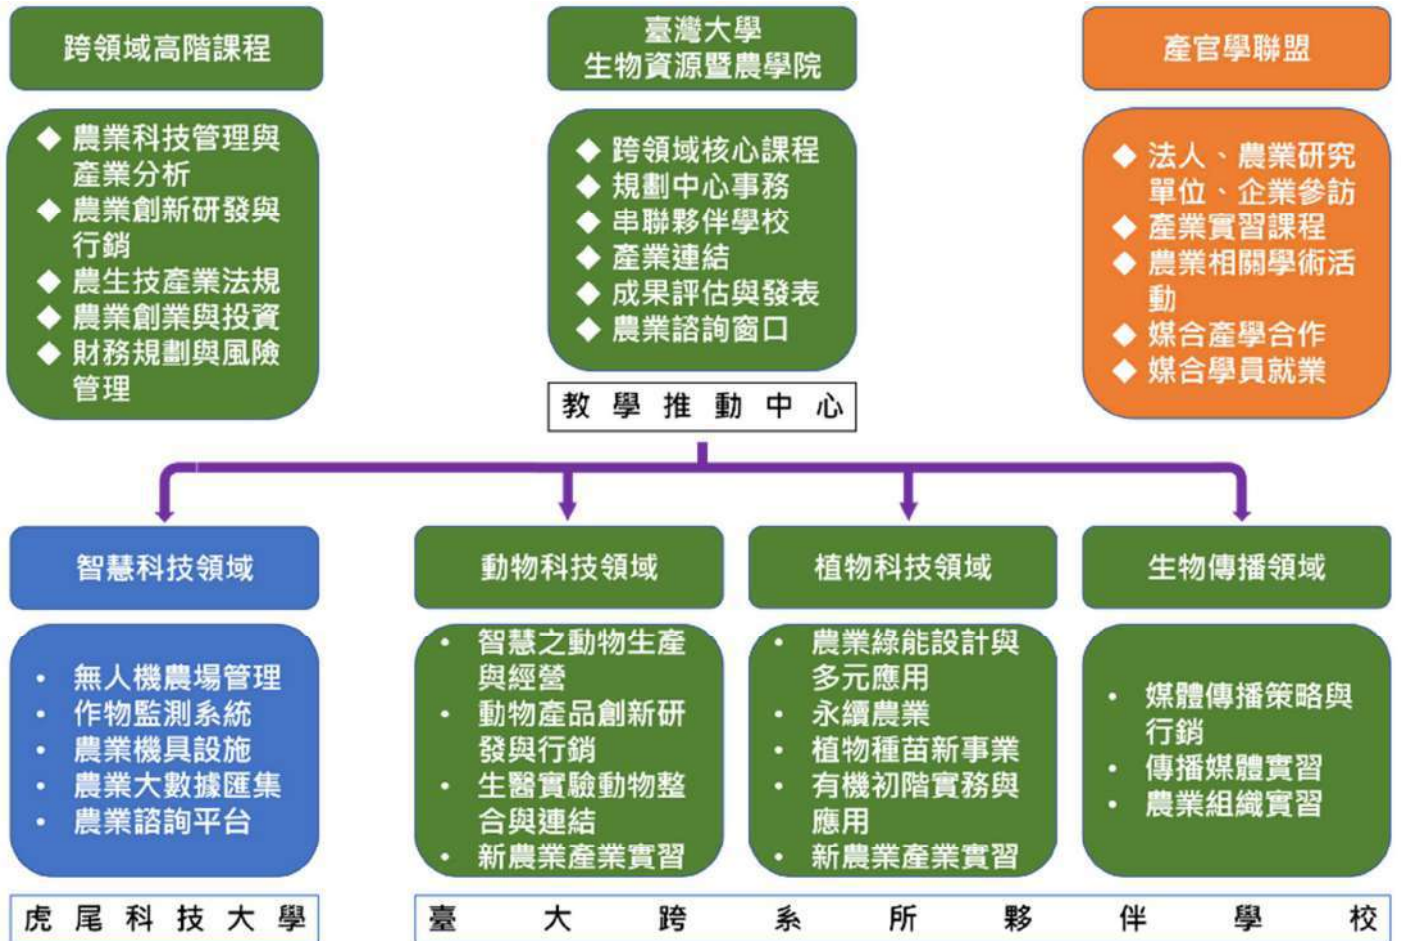 跨領域高階課程
◆ 農業科技管理與
產業分析
◆ 農業創新研發與
行銷
◆ 農生技產業法規
◆ 農業創業與投資
◆ 財務規劃與風險
管理
臺灣大學
生物資源暨農學院
◆ 跨領域核心課程
◆ 規劃中心事務
◆ 串聯夥伴學校
◆ 產業連結
◆ 成果評估與發表
◆ 農業諮詢窗口
教學推動中心
產官學聯盟
◆ 法人、農業研究
單位、企業參訪
◆ 產業實習課程
◆ 農業相關學術活
動
◆ 媒合產學合作
◆ 媒合學員就業
智慧科技領域
• 無人機農場管理
• 作物監測系統
• 農業機具設施
• 農業大數據匯集
• 農業諮詢平台
虎尾科技大學
動物科技領域
• 智慧之動物生產
與經營
• 動物產品創新研
發與行銷
• 生醫實驗動物整
合與連結
• 新農業產業實習
植物科技領域
• 農業綠能設計與
多元應用
• 永續農業
• 植物種苗新事業
• 有機初階實務與
應用
• 新農業產業實習
生物傳播領域
• 媒體傳播策略與
行銷
• 傳播媒體實習
• 農業組織實習
臺大跨系所夥伴學校